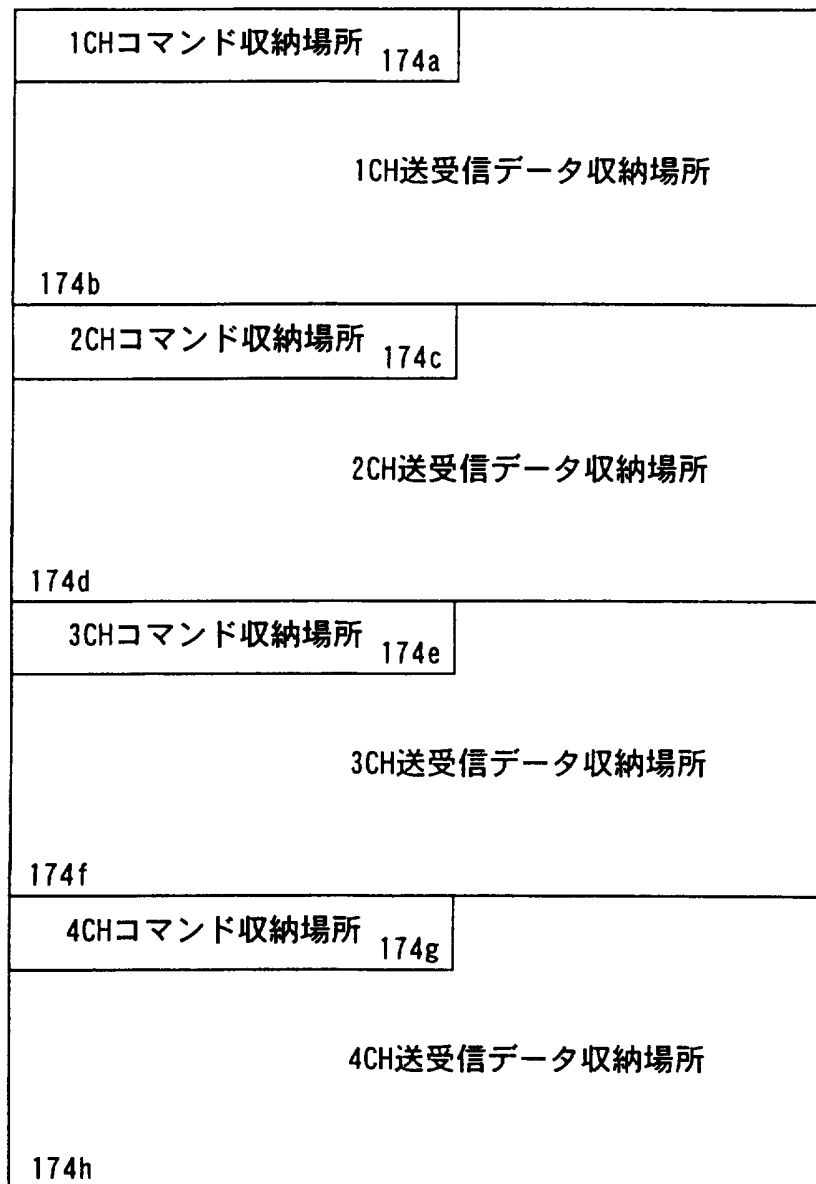 1CHコマンド収納場所 174a
1CH送受信データ収納場所
174b
2CHコマンド収納場所 174c
2CH送受信データ収納場所
174d
3CHコマンド収納場所 174e
3CH送受信データ収納場所
174f
4CHコマンド収納場所 174g
4CH送受信データ収納場所
174h